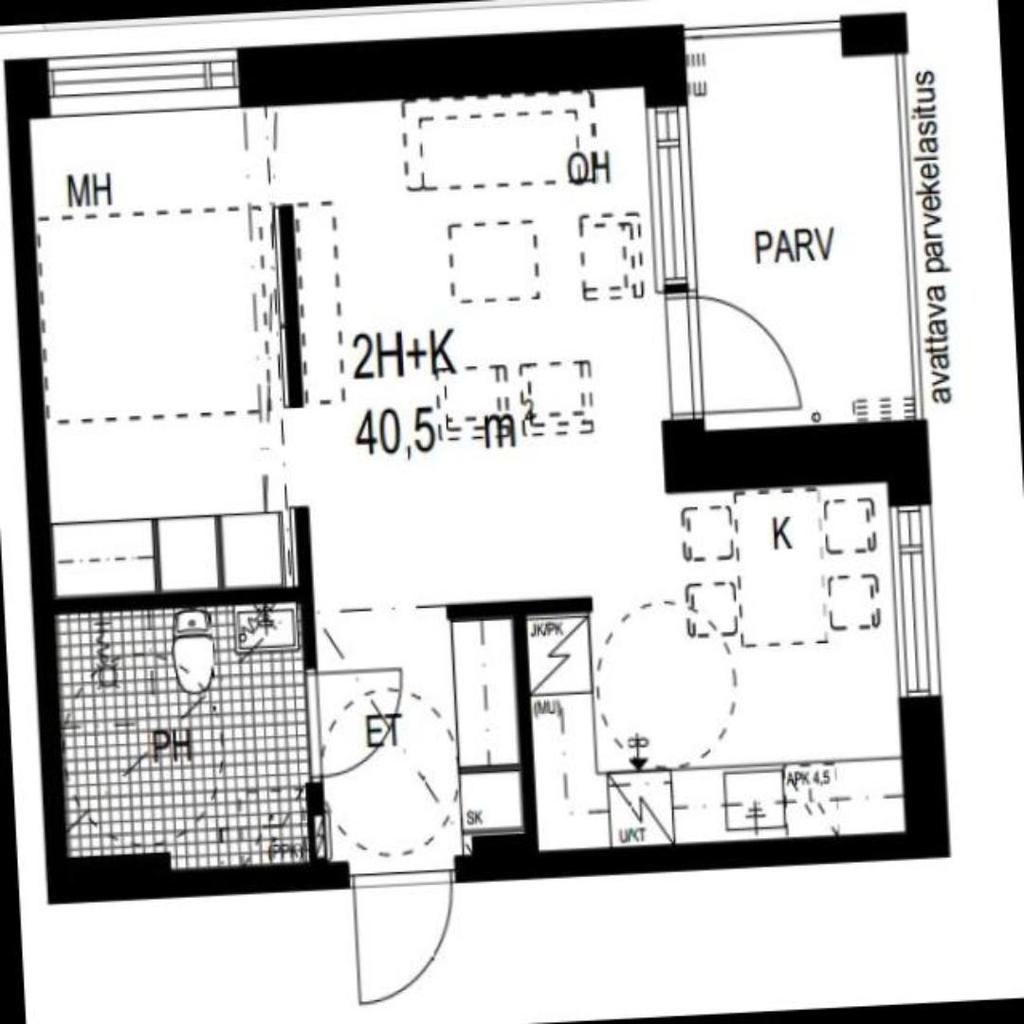 MH
OH
PARV
avattava parvekelasitus
2H+K
40,5 m²
K
JK/PK
(MU)
PH
ET
SK
APK 4,5
U/KT
(PPK)